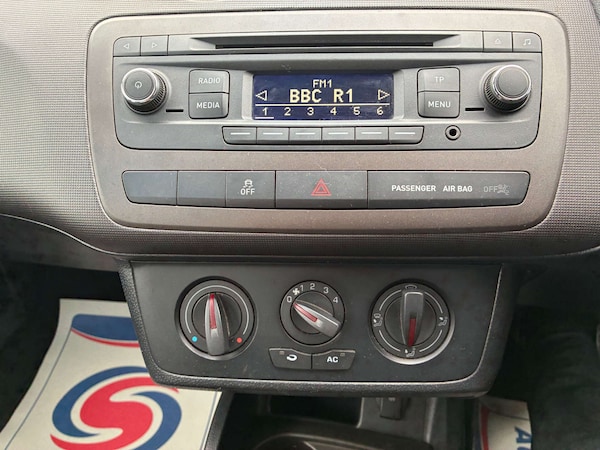 RADIO
MEDIA
FM1
BBC R1
1 2 3 4 5 6
TP
MENU
OFF
PASSENGER AIR BAG OFF
0 1 2 3 4
AC